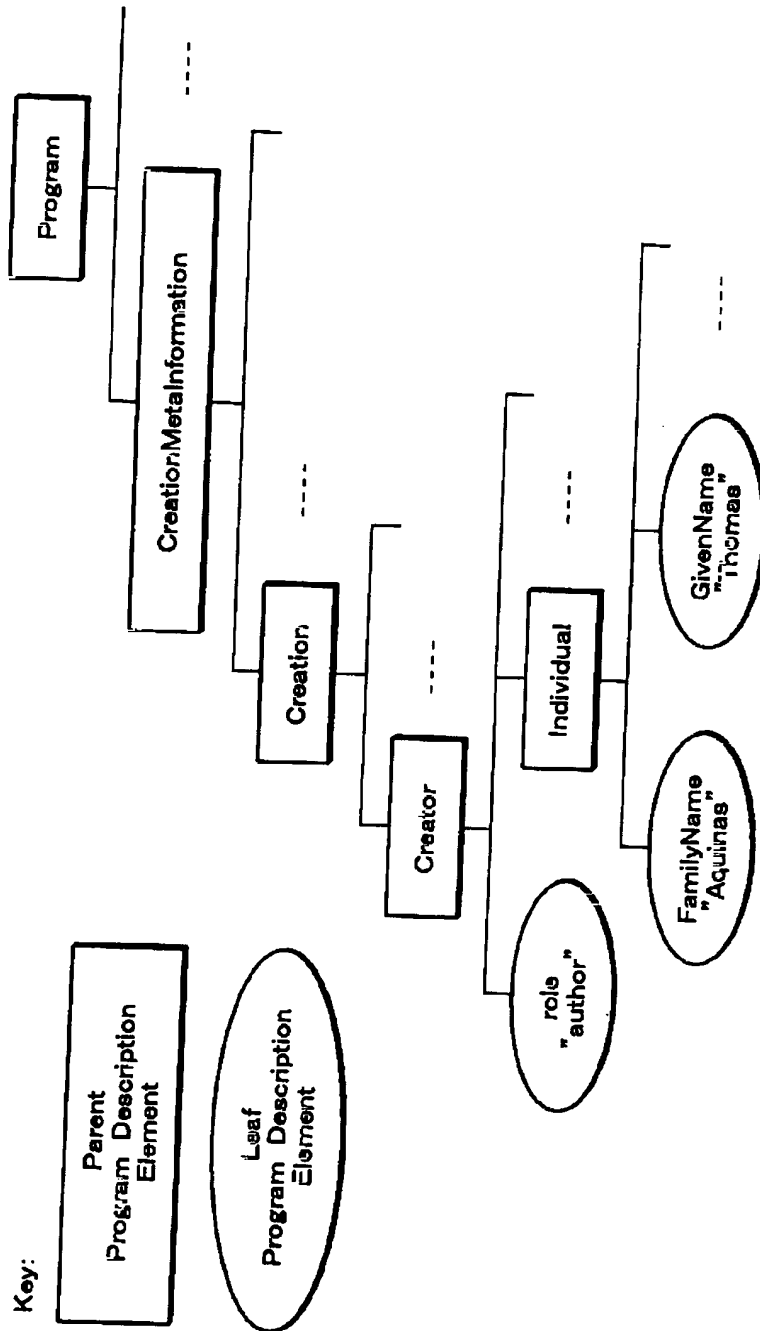 Key:
Parent
Program Description
Element
Leaf
Program Description
Element
Program
CreationMetaInformation
Creation
Creator
role
"author"
Individual
FamilyName
"Aquinas"
GivenName
"Thomas"